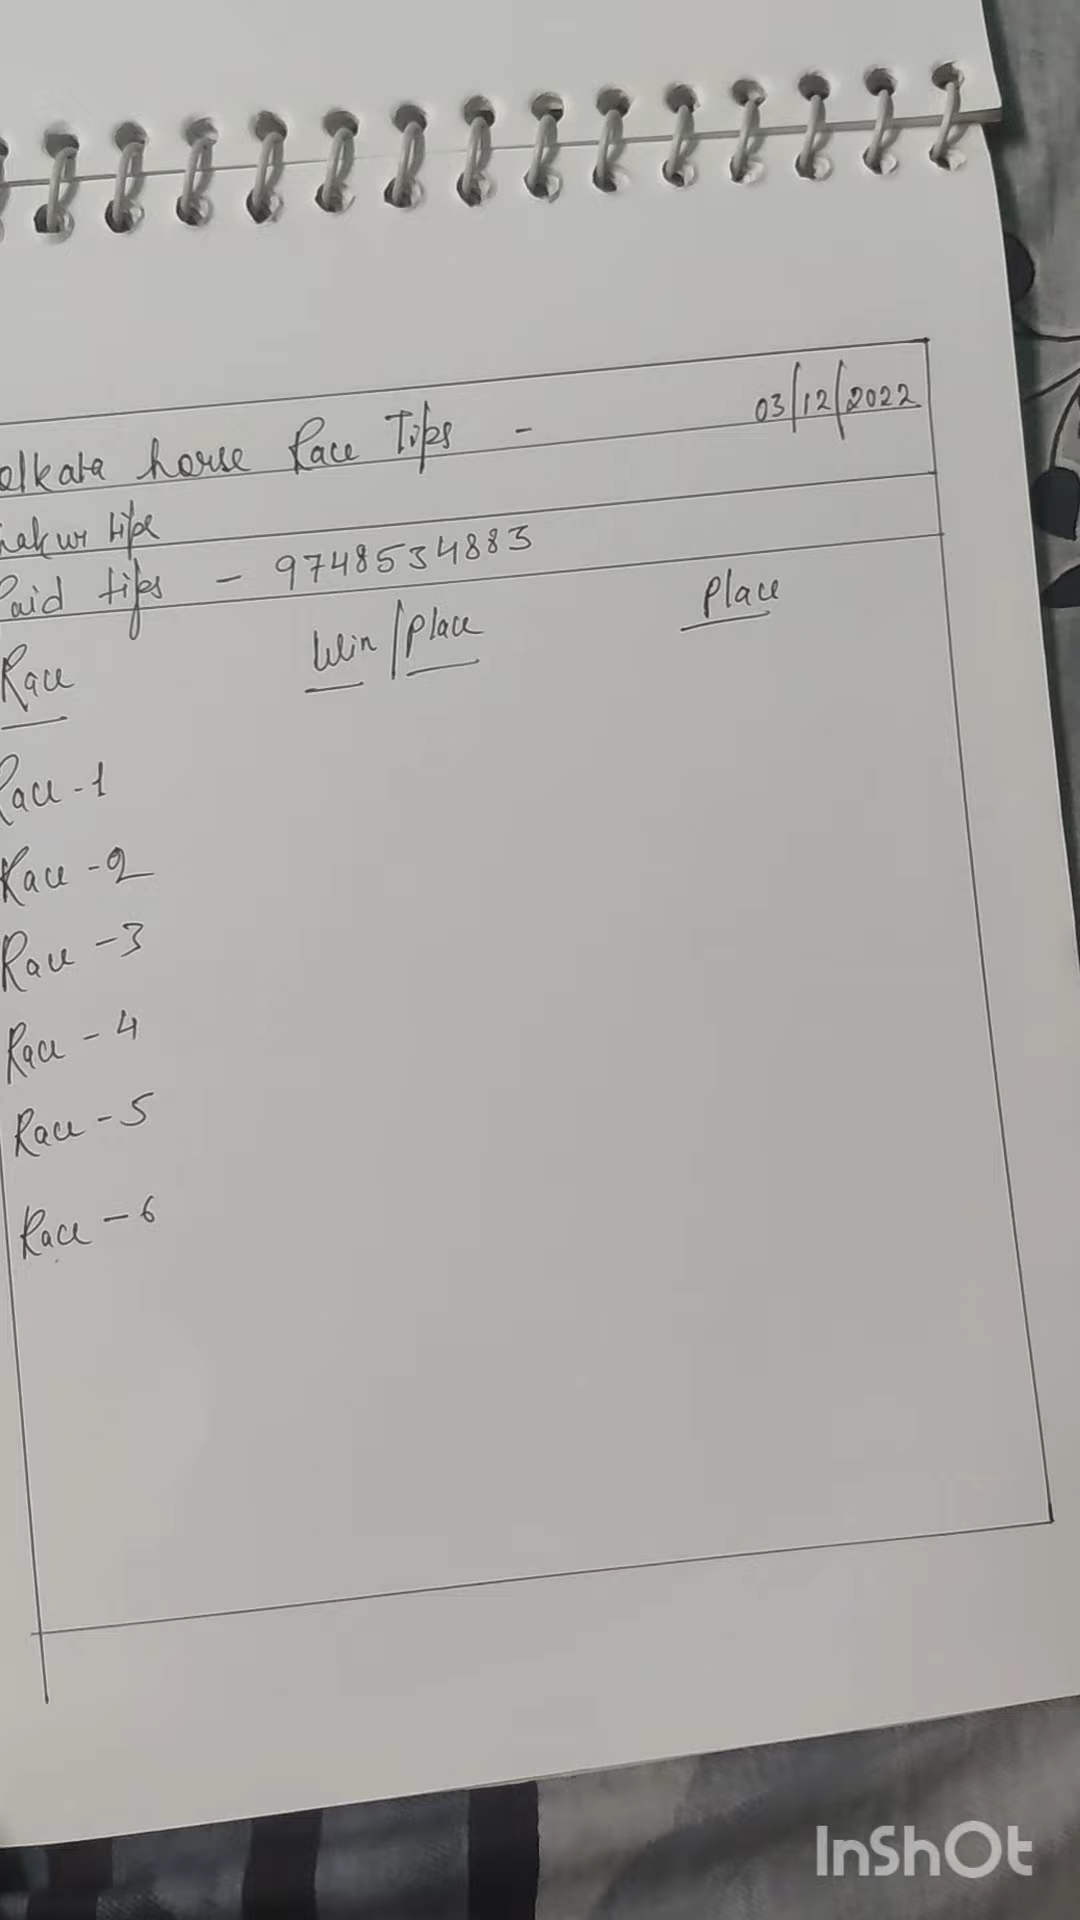 olkata horse Race Tips - 03/12/2022
Paid tips - 9748534883
Race Win/Place Place
Race -1
Race -2
Race -3
Race - 4
Race - 5
Race - 6
InShOt